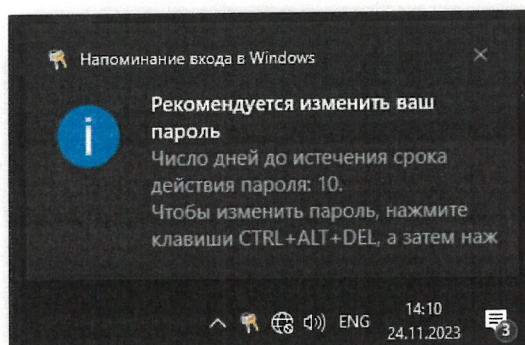 Напоминание входа в Windows
Рекомендуется изменить ваш
пароль
Число дней до истечения срока
действия пароля: 10.
Чтобы изменить пароль, нажмите
клавиши CTRL+ALT+DEL, а затем наж
ENG
14:10
24.11.2023
3